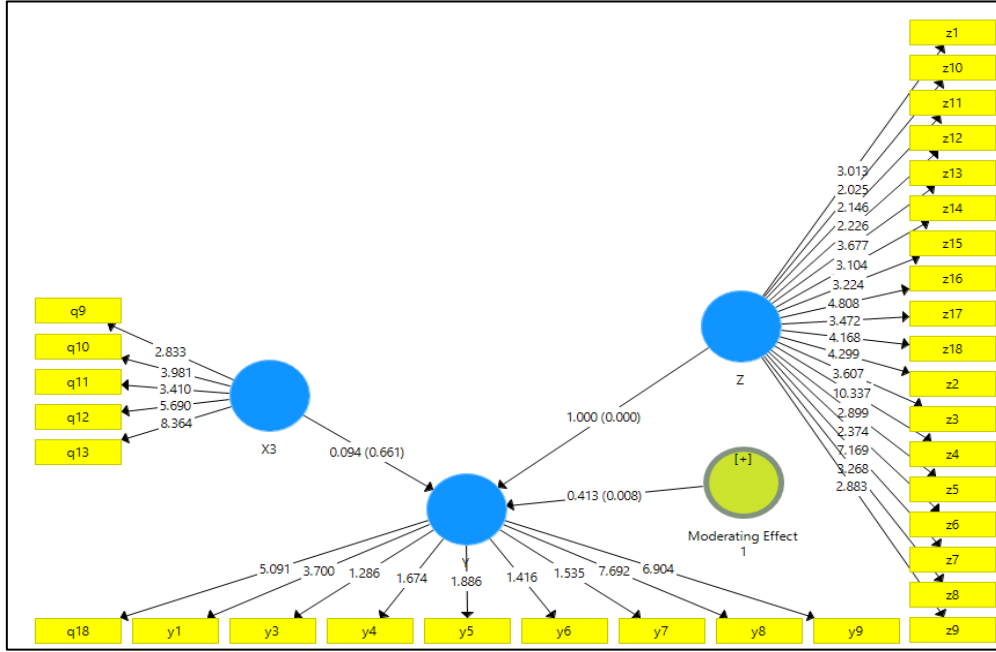 z1
z10
z11
z12
z13
z14
z15
z16
z17
z18
z2
z3
z4
z5
z6
z7
z8
z9
3.013
2.025
2.146
2.226
3.677
3.104
3.224
4.808
3.472
4.168
4.299
3.607
10.337
2.899
2.374
7.169
3.268
2.883
Z
q9
q10
q11
q12
q13
2.833
3.981
3.410
5.690
8.364
X3
0.094 (0.661)
1.000 (0.000)
0.413 (0.008)
[+]
Moderating Effect
1
Y
5.091
3.700
1.286
1.674
1.886
1.416
1.535
7.692
6.904
q18
y1
y3
y4
y5
y6
y7
y8
y9